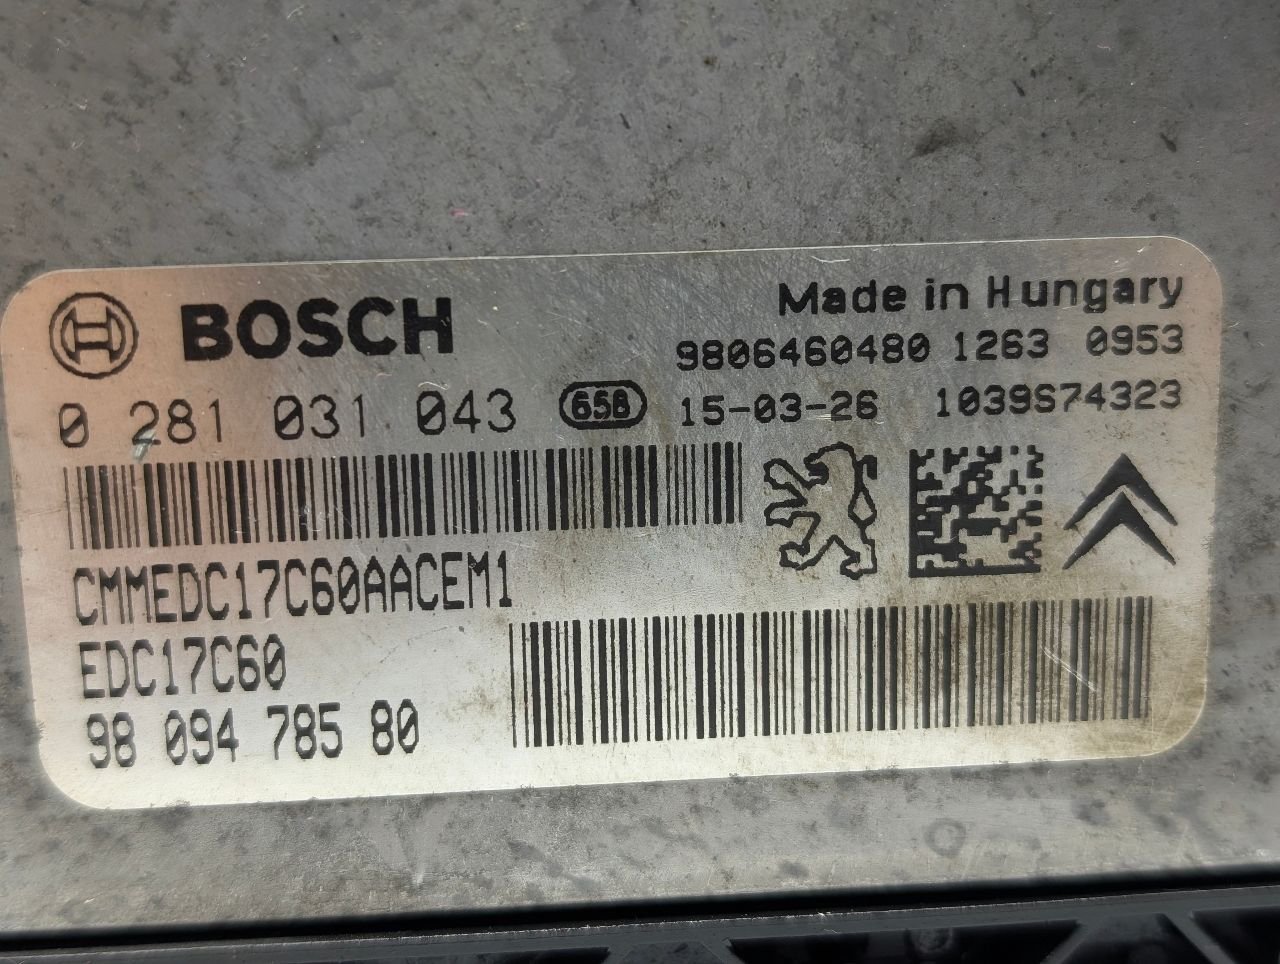 BOSCH
Made in Hungary
9806460480 1263 0953
0 281 031 043 65B 15-03-26 1039S74323
CMMEDC17C60AACEM1
EDC17C60
98 094 785 80